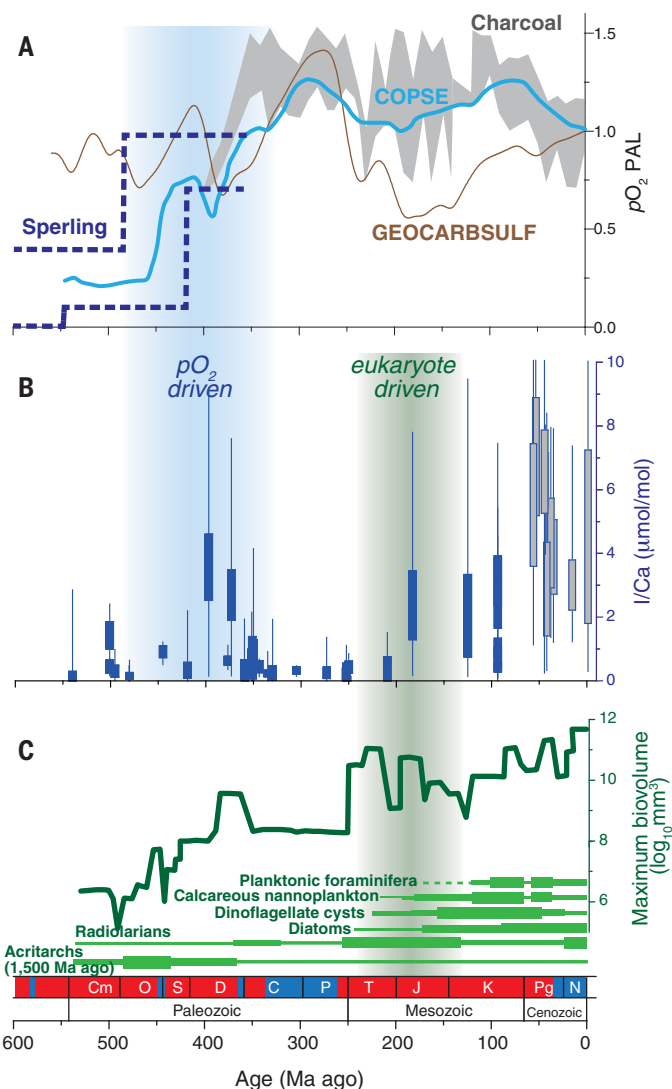 A
Charcoal
COPSE
Sperling
GEOCARBSULF
1.5
1.0
0.5
0.0
pO2 PAL
B
pO2
driven
eukaryote
driven
10
8
6
4
2
0
I/Ca (μmol/mol)
C
12
10
8
6
Maximum biovolume
(log10mm3)
Planktonic foraminifera
Calcareous nannoplankton
Dinoflagellate cysts
Diatoms
Radiolarians
Acritarchs
(1,500 Ma ago)
Cm O S D C P T J K Pg N
Paleozoic Mesozoic Cenozoic
600 500 400 300 200 100 0
Age (Ma ago)